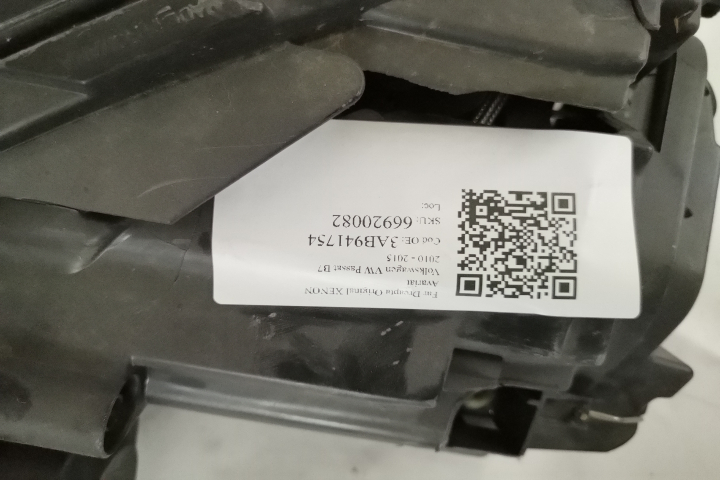 Far Dreapta Original XENON
Avariat
Volkswagen VW Passat B7
2010 - 2015
Cod OE: 3AB941754
SKU: 66920082
Loc: